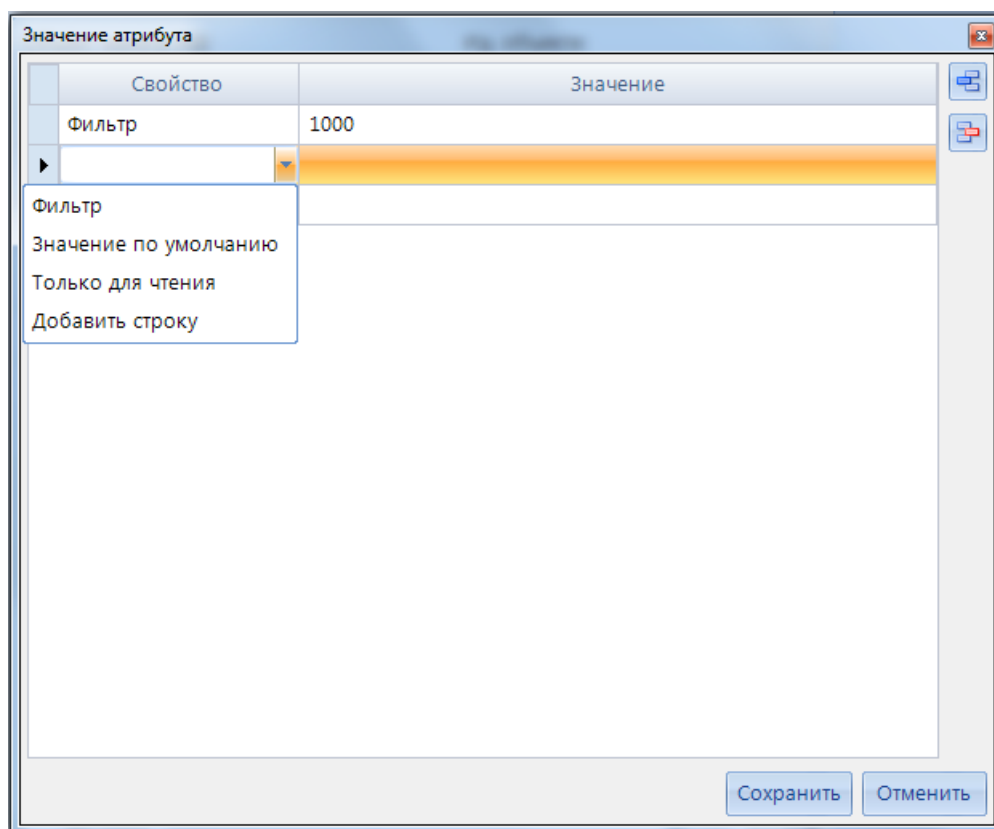 Значение атрибута
Свойство Значение
Фильтр 1000
Фильтр
Значение по умолчанию
Только для чтения
Добавить строку
Сохранить Отменить